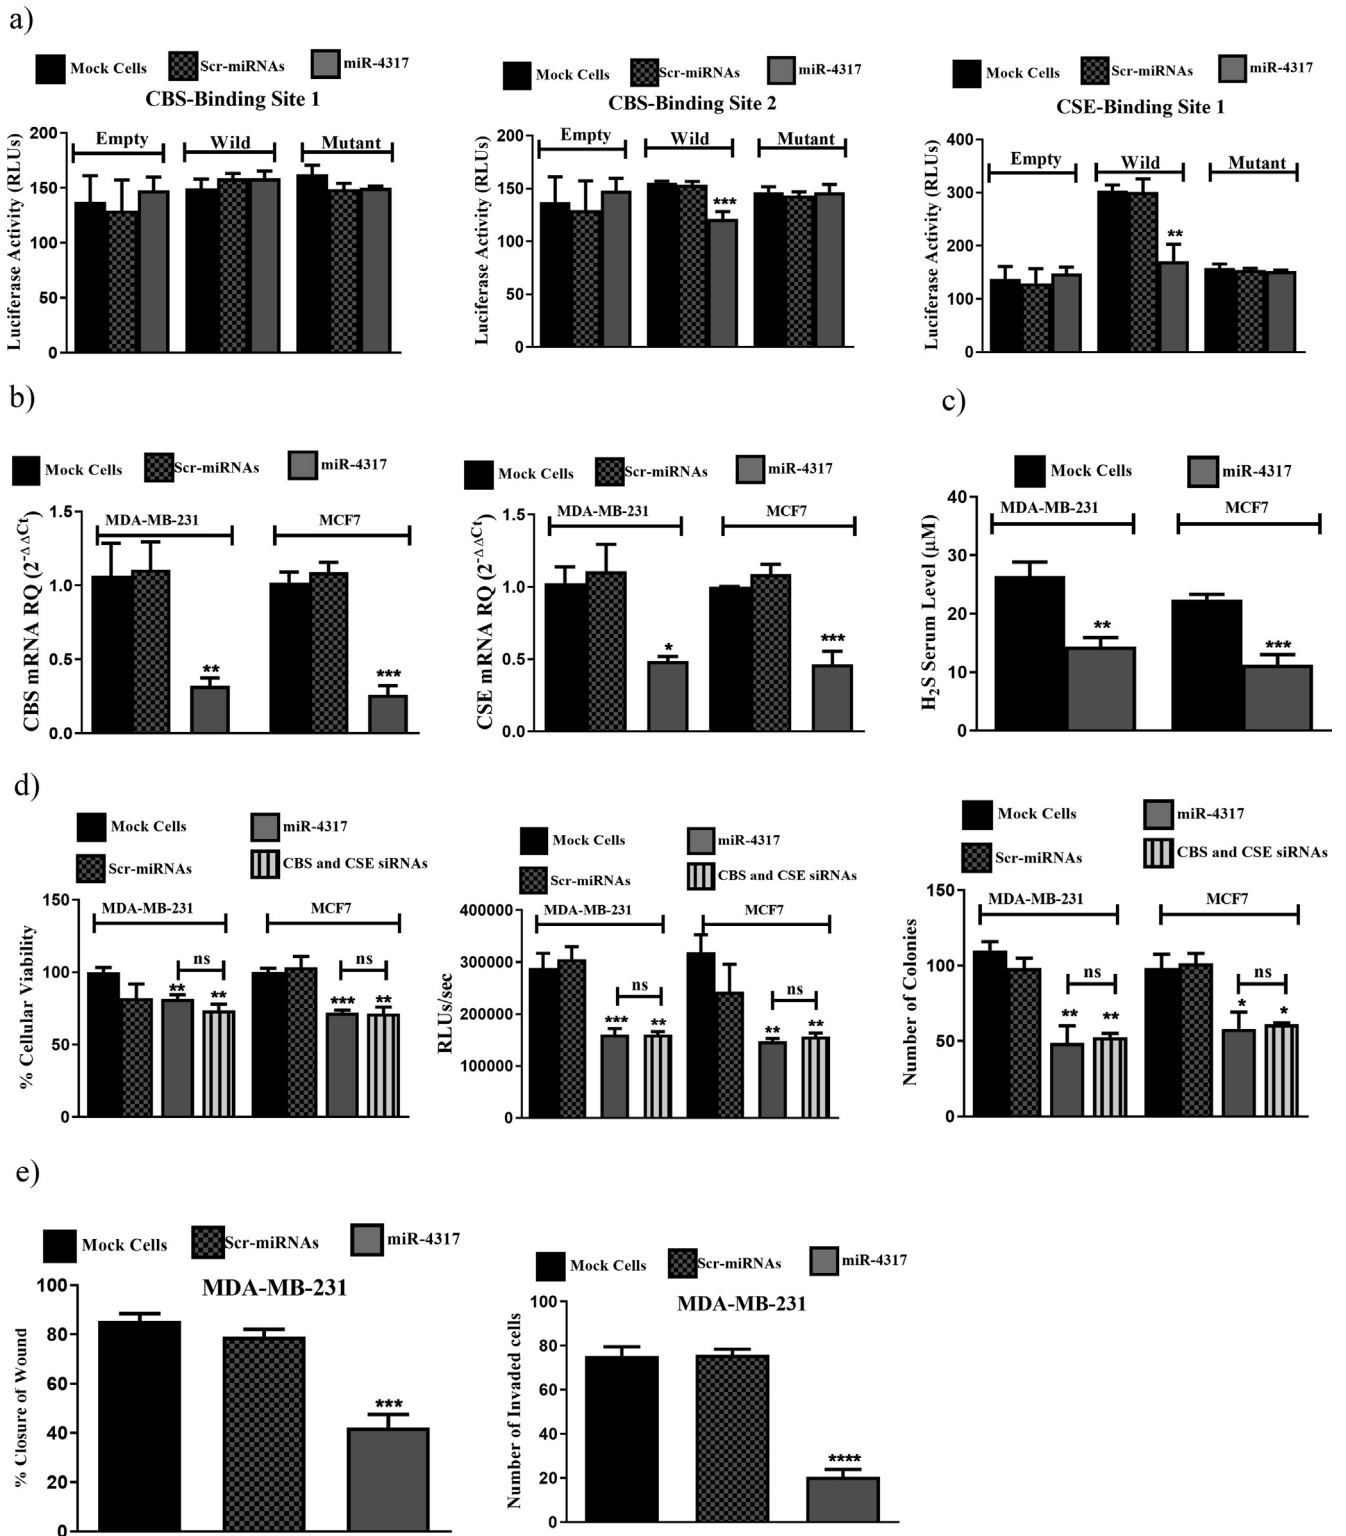 a)
Mock Cells Scr-miRNAs miR-4317
CBS-Binding Site 1
Luciferase Activity (RLUs)
200
150
100
50
0
Empty Wild Mutant
Mock Cells Scr-miRNAs miR-4317
CBS-Binding Site 2
Luciferase Activity (RLUs)
200
150
100
50
0
Empty Wild Mutant
***
Mock Cells Scr-miRNAs miR-4317
CSE-Binding Site 1
Luciferase Activity (RLUs)
400
300
200
100
0
Empty Wild Mutant
**
b)
Mock Cells Scr-miRNAs miR-4317
CBS mRNA RQ (2^-ΔΔCt)
1.5
1.0
0.5
0.0
MDA-MB-231 MCF7
** ***
Mock Cells Scr-miRNAs miR-4317
CSE mRNA RQ (2^-ΔΔCt)
1.5
1.0
0.5
0.0
MDA-MB-231 MCF7
* ***
c)
Mock Cells miR-4317
H2S Serum Level (μM)
40
30
20
10
0
MDA-MB-231 MCF7
** ***
d)
Mock Cells miR-4317
Scr-miRNAs CBS and CSE siRNAs
% Cellular Viability
150
100
50
0
MDA-MB-231 MCF7
ns ns
** ** *** **
Mock Cells miR-4317
Scr-miRNAs CBS and CSE siRNAs
RLUs/sec
400000
300000
200000
100000
0
MDA-MB-231 MCF7
ns ns
*** ** ** **
Mock Cells miR-4317
Scr-miRNAs CBS and CSE siRNAs
Number of Colonies
150
100
50
0
MDA-MB-231 MCF7
ns ns
** ** * *
e)
Mock Cells Scr-miRNAs miR-4317
MDA-MB-231
% Closure of Wound
100
80
60
40
20
0
***
Mock Cells Scr-miRNAs miR-4317
MDA-MB-231
Number of Invaded cells
100
80
60
40
20
0
****